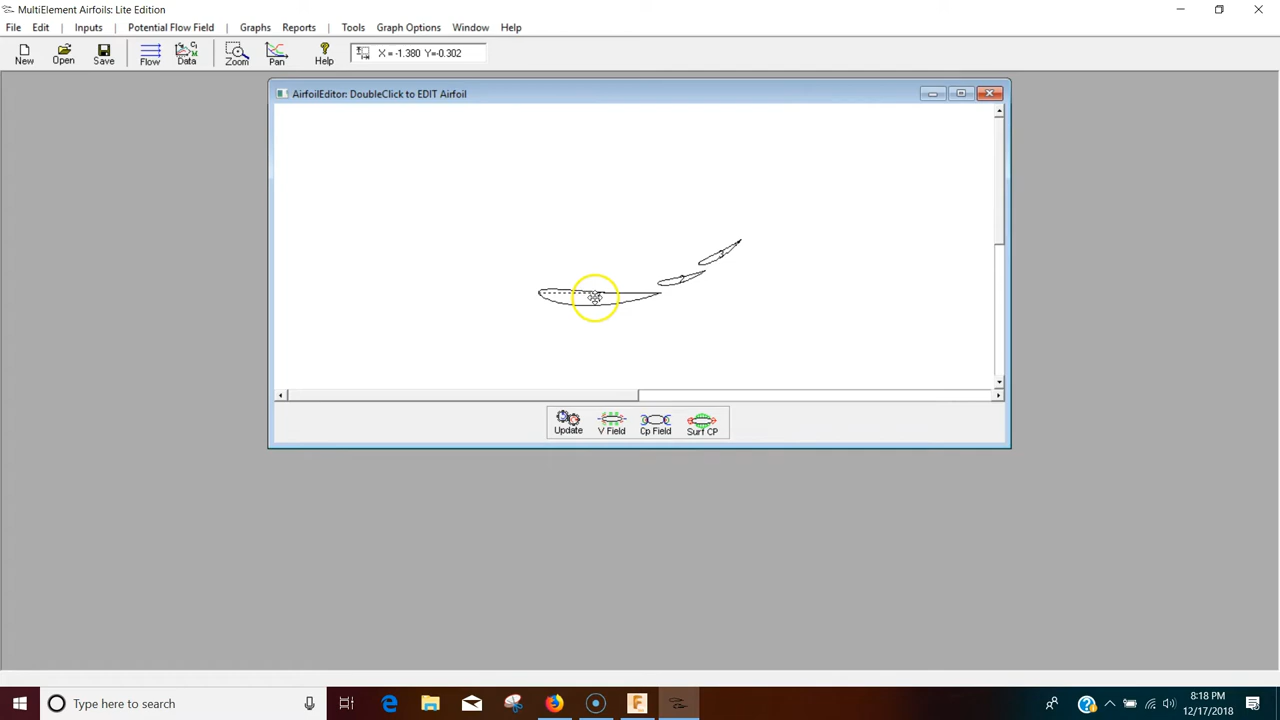 MultiElement Airfoils: Lite Edition
File Edit Inputs Potential Flow Field Graphs Reports Tools Graph Options Window Help
New Open Save Flow Data Zoom Pan Help X = -1.380 Y=-0.302
AirfoilEditor: DoubleClick to EDIT Airfoil
3
2
Update V Field Cp Field Surf CP
Type here to search
8:18 PM
12/17/2018